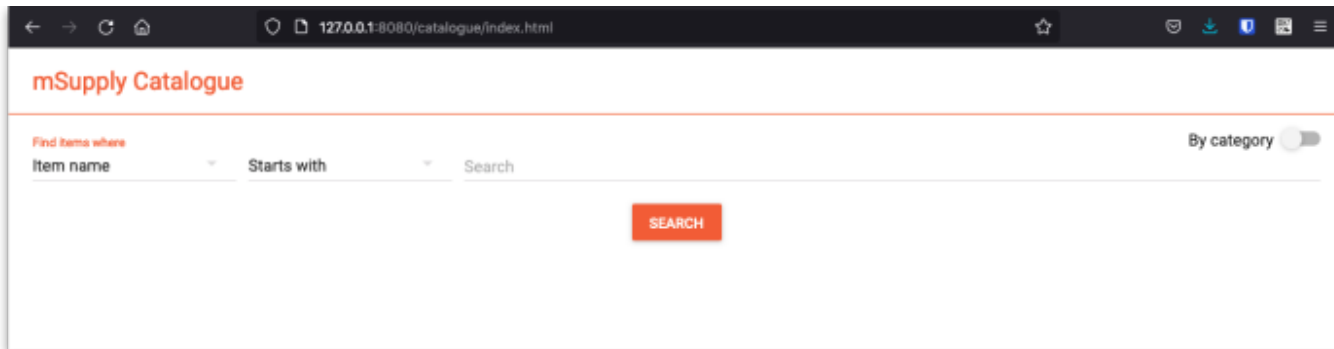 127.0.0.1:8080/catalogue/index.html
mSupply Catalogue
Find items where
By category
Item name Starts with Search
SEARCH